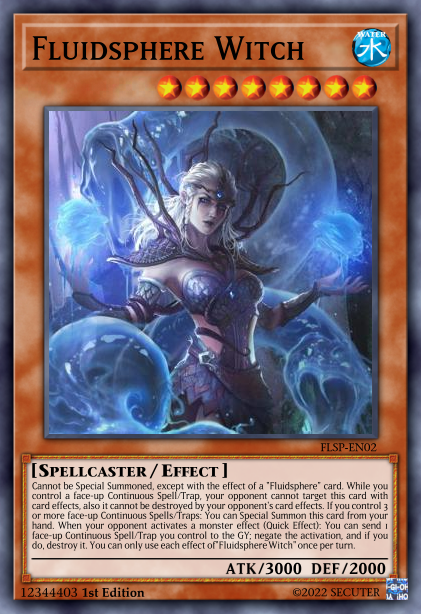 Fluidsphere Witch
WATER
水
FLSP-EN02
[Spellcaster / Effect]
Cannot be Special Summoned, except with the effect of a "Fluidsphere" card. While you
control a face-up Continuous Spell/Trap, your opponent cannot target this card with
card effects, also it cannot be destroyed by your opponent's card effects. If you control 3
or more face-up Continuous Spells/Traps: You can Special Summon this card from your
hand. When your opponent activates a monster effect (Quick Effect): You can send 1
face-up Continuous Spell/Trap you control to the GY; negate the activation, and if you
do, destroy it. You can only use each effect of "Fluidsphere Witch" once per turn.
ATK/3000 DEF/2000
12344403 1st Edition
©2022 SECUTER